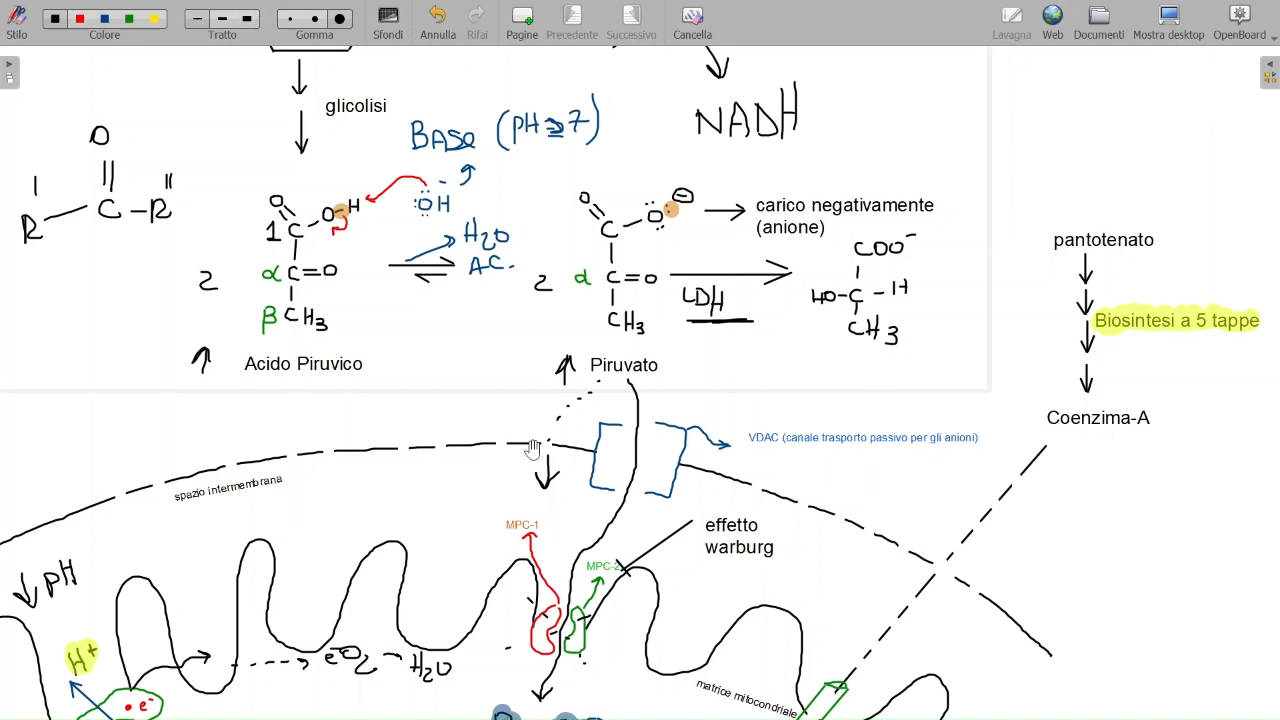 Stilo
Colore
Tratto
Gomma
Sfondi
Annulla
Rifai
Pagine
Precedente
Successivo
Cancella
Lavagna
Web
Documenti
Mostra desktop
OpenBoard
glicolisi
BASE (PH ≥ 7)
NADH
O
||
R' – C – R''
O
O – H
1 C
α C = O
β CH3
2
:ÖH⁻
H2O
A.C.
Acido Piruvico
O
O ⊖
C
α C = O
CH3
2
LDH
Piruvato
carico negativamente
(anione)
COO⁻
HO – C – H
CH3
pantotenato
Biosintesi a 5 tappe
Coenzima-A
VDAC (canale trasporto passivo per gli anioni)
spazio intermembrana
MPC-1
MPC-2
effetto
warburg
↓ pH
H⁺
e⁻
O2
H2O
e⁻
matrice mitocondriale